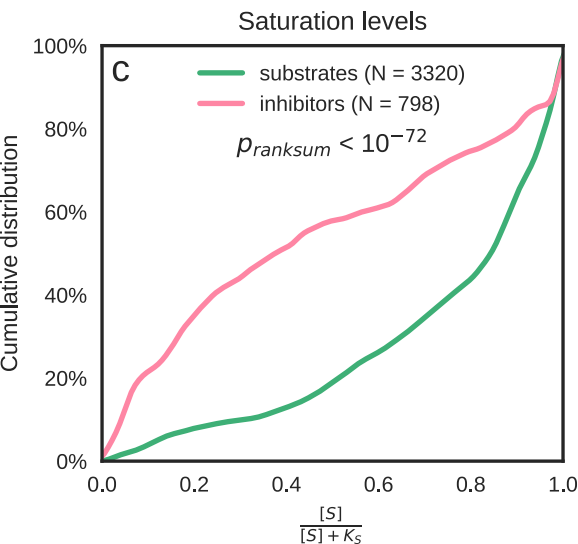 Saturation levels
c
substrates (N = 3320)
inhibitors (N = 798)
p_ranksum < 10⁻⁷²
Cumulative distribution
100%
80%
60%
40%
20%
0%
0.0 0.2 0.4 0.6 0.8 1.0
[S]
[S] + K_S